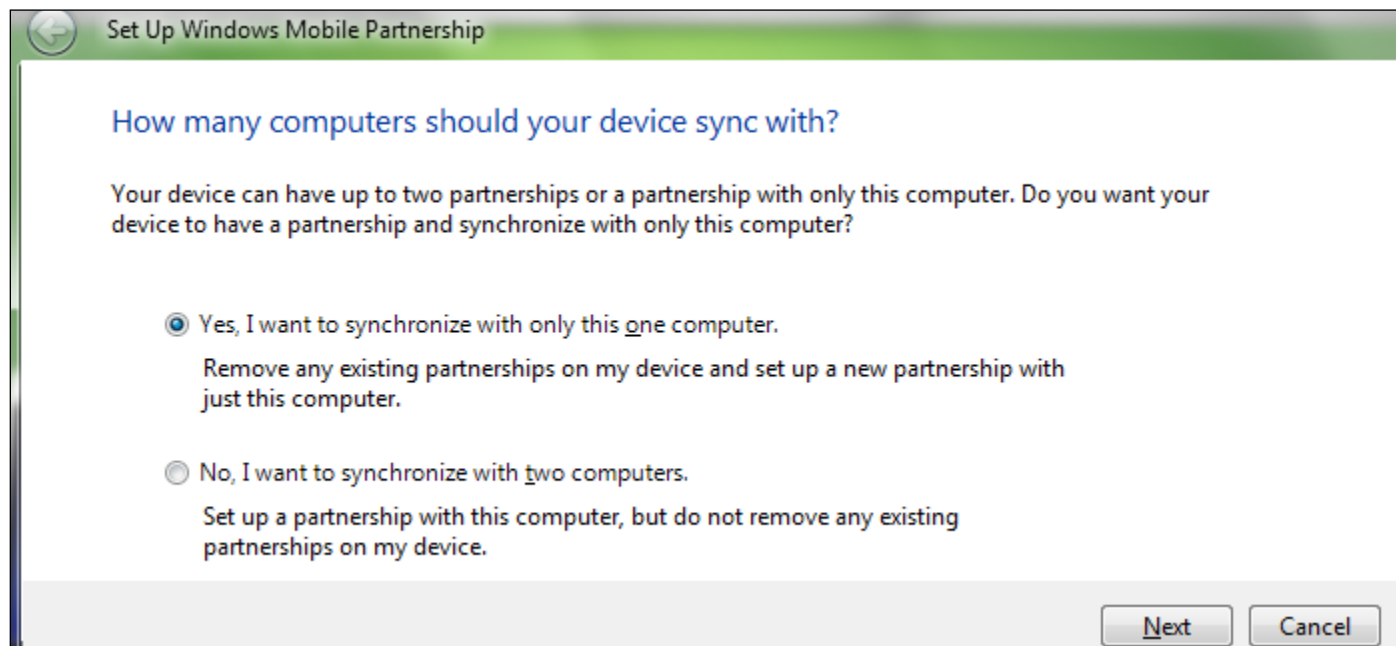 Set Up Windows Mobile Partnership
How many computers should your device sync with?
Your device can have up to two partnerships or a partnership with only this computer. Do you want your
device to have a partnership and synchronize with only this computer?
Yes, I want to synchronize with only this one computer.
Remove any existing partnerships on my device and set up a new partnership with
just this computer.
No, I want to synchronize with two computers.
Set up a partnership with this computer, but do not remove any existing
partnerships on my device.
Next Cancel